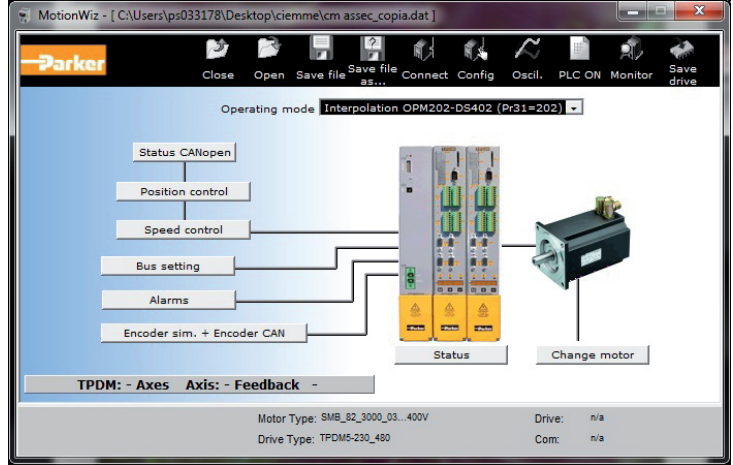 MotionWiz - [ C:\Users\ps033178\Desktop\ciemme\cm assec_copia.dat ]
Parker
Close Open Save file Save file as... Connect Config Oscil. PLC ON Monitor Save drive
Operating mode Interpolation OPM202-DS402 (Pr31=202)
Status CANopen
Position control
Speed control
Bus setting
Alarms
Encoder sim. + Encoder CAN
Status
Change motor
TPDM: - Axes Axis: - Feedback -
Motor Type: SMB_82_3000_03...400V Drive: n/a
Drive Type: TPDM5-230_480 Com: n/a